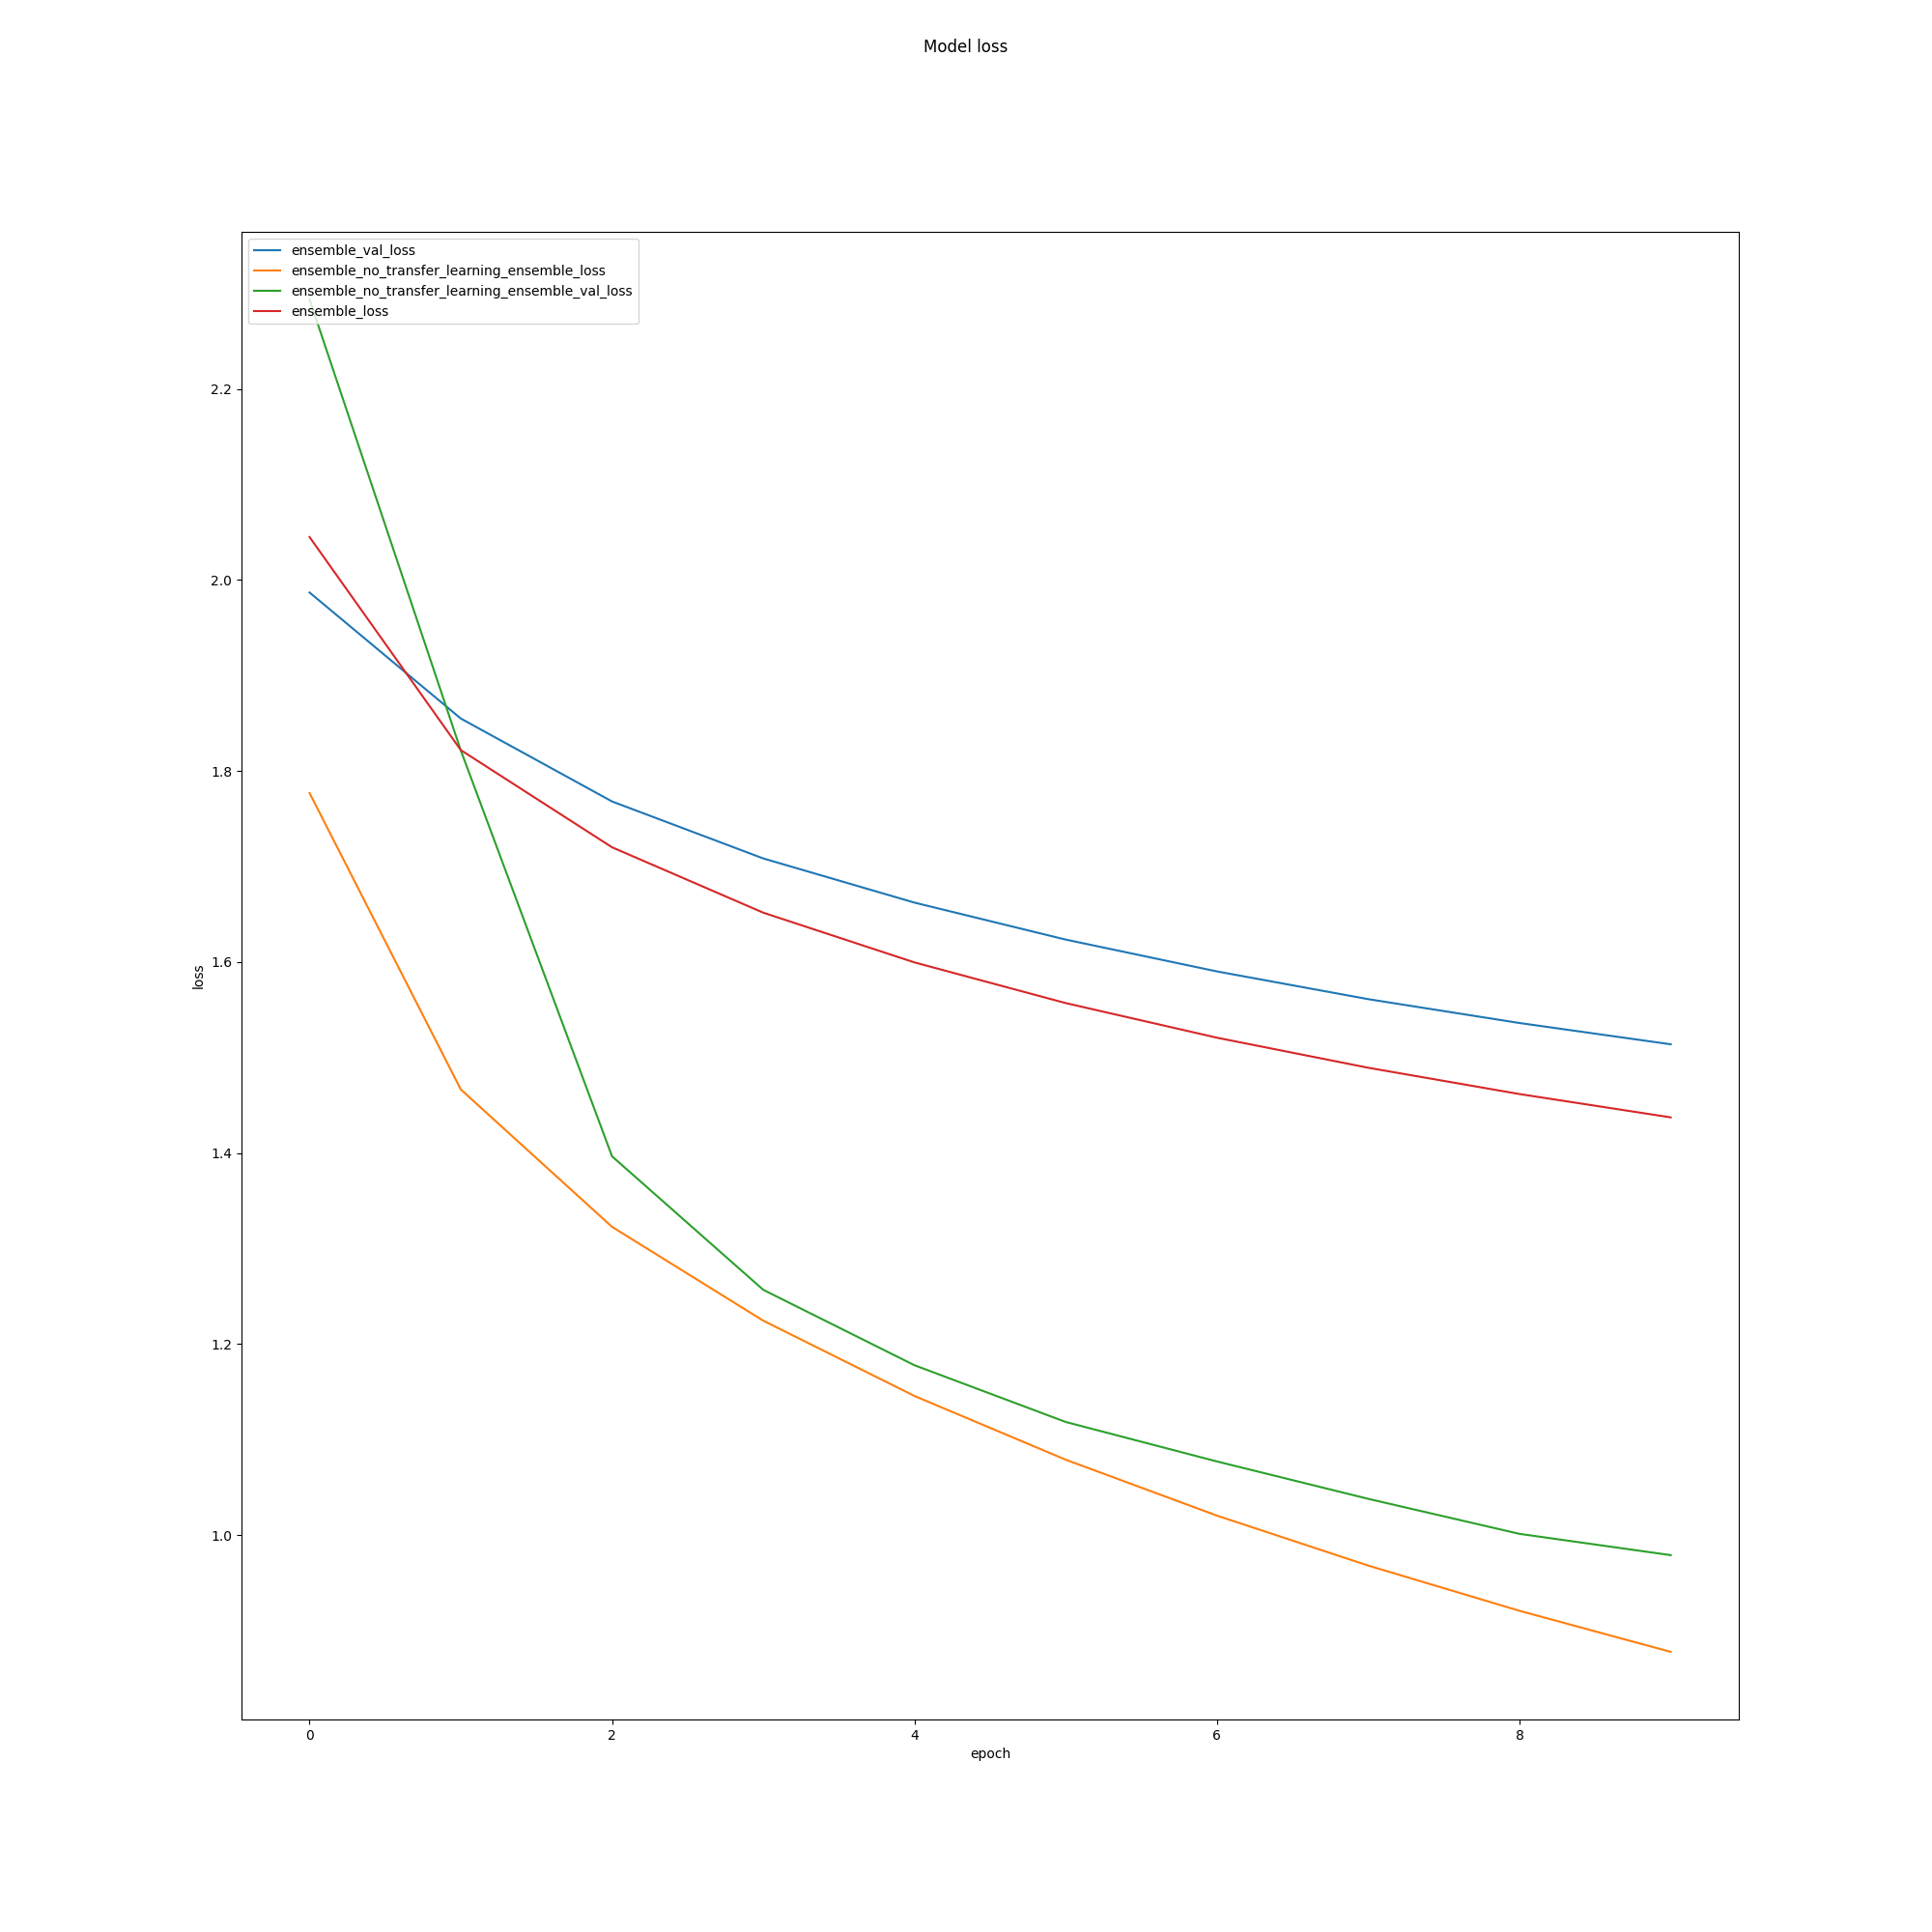 Model loss
ensemble_val_loss
ensemble_no_transfer_learning_ensemble_loss
ensemble_no_transfer_learning_ensemble_val_loss
ensemble_loss
2.2
2.0
1.8
1.6
1.4
1.2
1.0
loss
0 2 4 6 8
epoch